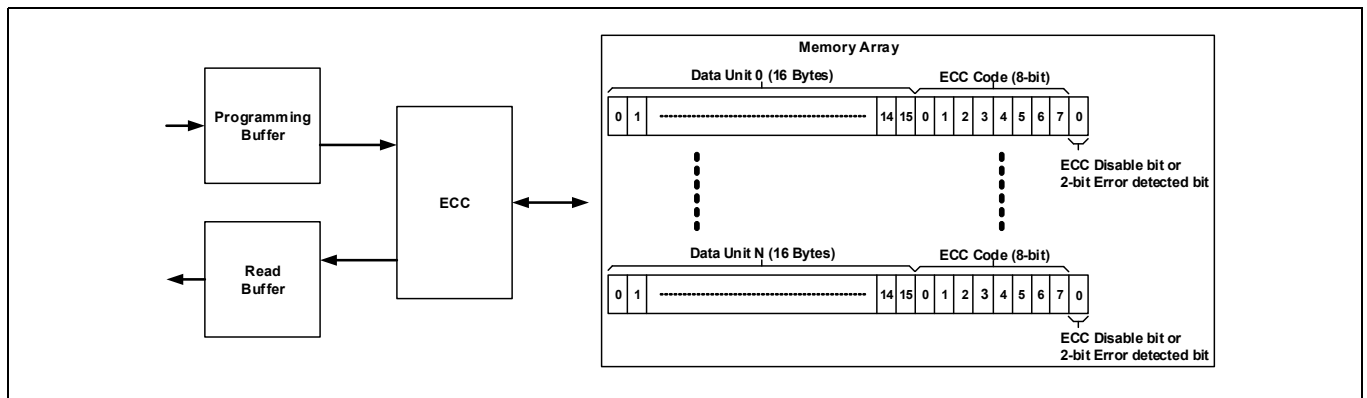 Memory Array
Data Unit 0 (16 Bytes)
ECC Code (8-bit)
Programming
Buffer
0 1 14 15 0 1 2 3 4 5 6 7 0
ECC Disable bit or
2-bit Error detected bit
ECC
Data Unit N (16 Bytes)
ECC Code (8-bit)
Read
Buffer
0 1 14 15 0 1 2 3 4 5 6 7 0
ECC Disable bit or
2-bit Error detected bit